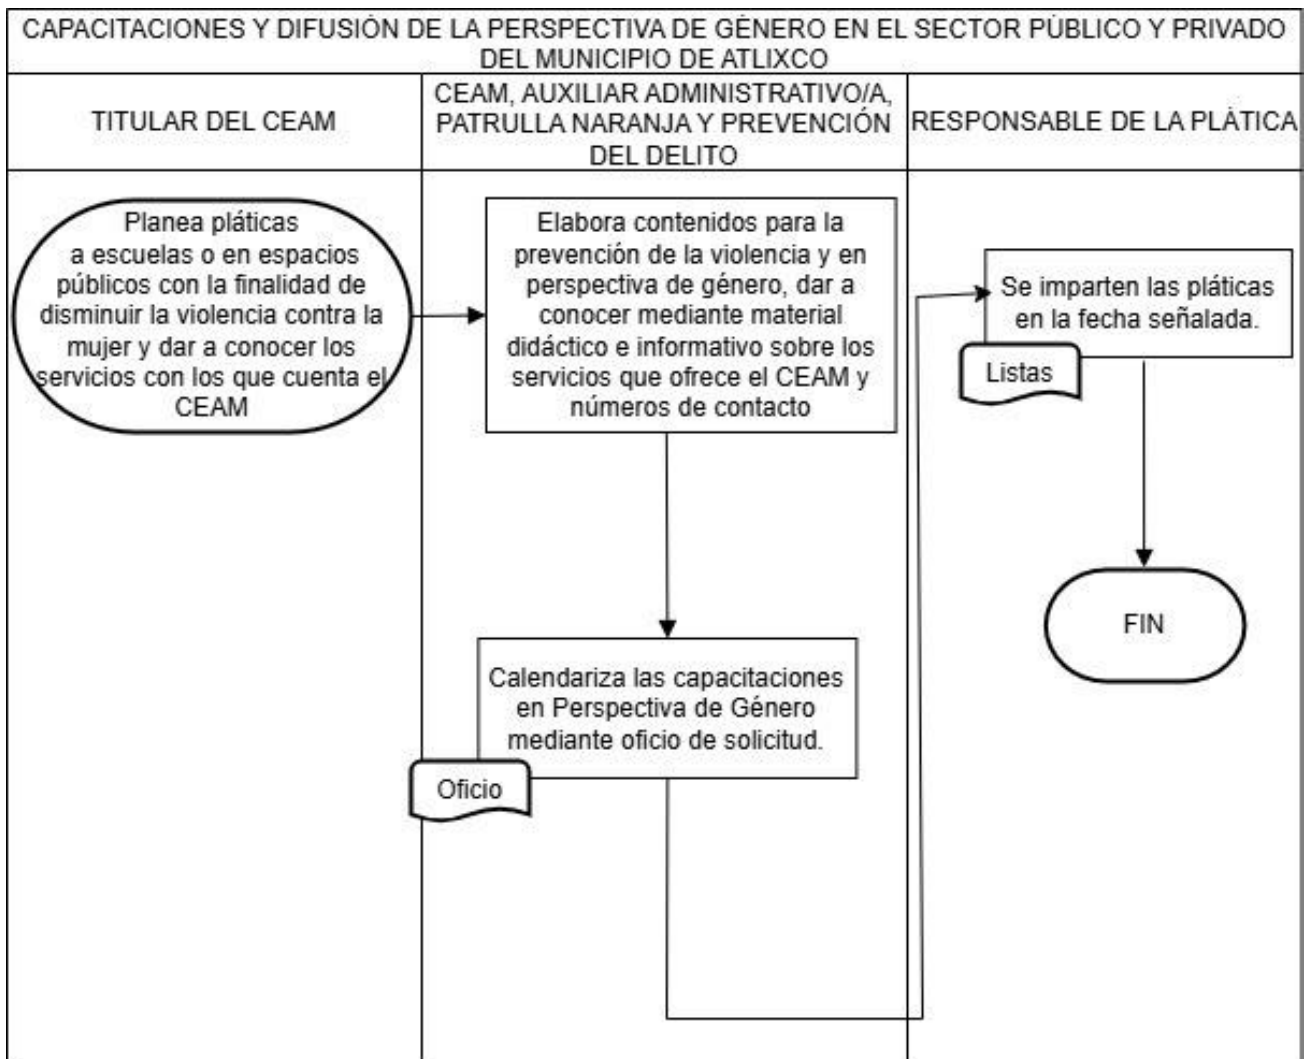 CAPACITACIONES Y DIFUSIÓN DE LA PERSPECTIVA DE GÉNERO EN EL SECTOR PÚBLICO Y PRIVADO
DEL MUNICIPIO DE ATLIXCO
TITULAR DEL CEAM
CEAM, AUXILIAR ADMINISTRATIVO/A,
PATRULLA NARANJA Y PREVENCIÓN
DEL DELITO
RESPONSABLE DE LA PLÁTICA
Planea pláticas
a escuelas o en espacios
públicos con la finalidad de
disminuir la violencia contra la
mujer y dar a conocer los
servicios con los que cuenta el
CEAM
Elabora contenidos para la
prevención de la violencia y en
perspectiva de género, dar a
conocer mediante material
didáctico e informativo sobre los
servicios que ofrece el CEAM y
números de contacto
Calendariza las capacitaciones
en Perspectiva de Género
mediante oficio de solicitud.
Oficio
Se imparten las pláticas
en la fecha señalada.
Listas
FIN